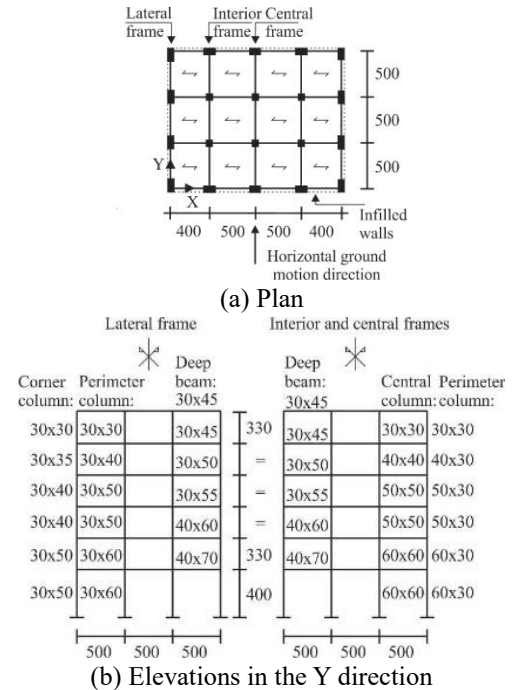 Lateral frame
Interior frame
Central frame
500
500
500
Y
X
400 500 500 400
Infilled walls
Horizontal ground motion direction
(a) Plan
Lateral frame
Interior and central frames
Corner column:
Perimeter column:
Deep beam: 30x45
Deep beam: 30x45
Central column:
Perimeter column:
30x30 30x30 30x45 330 30x45 30x30 30x30
30x35 30x40 30x50 = 30x50 40x40 40x30
30x40 30x50 30x55 = 30x55 50x50 50x30
30x40 30x50 40x60 = 40x60 50x50 50x30
30x50 30x60 40x70 330 40x70 60x60 60x30
30x50 30x60 400 60x60 60x30
500 500 500 500 500 500
(b) Elevations in the Y direction